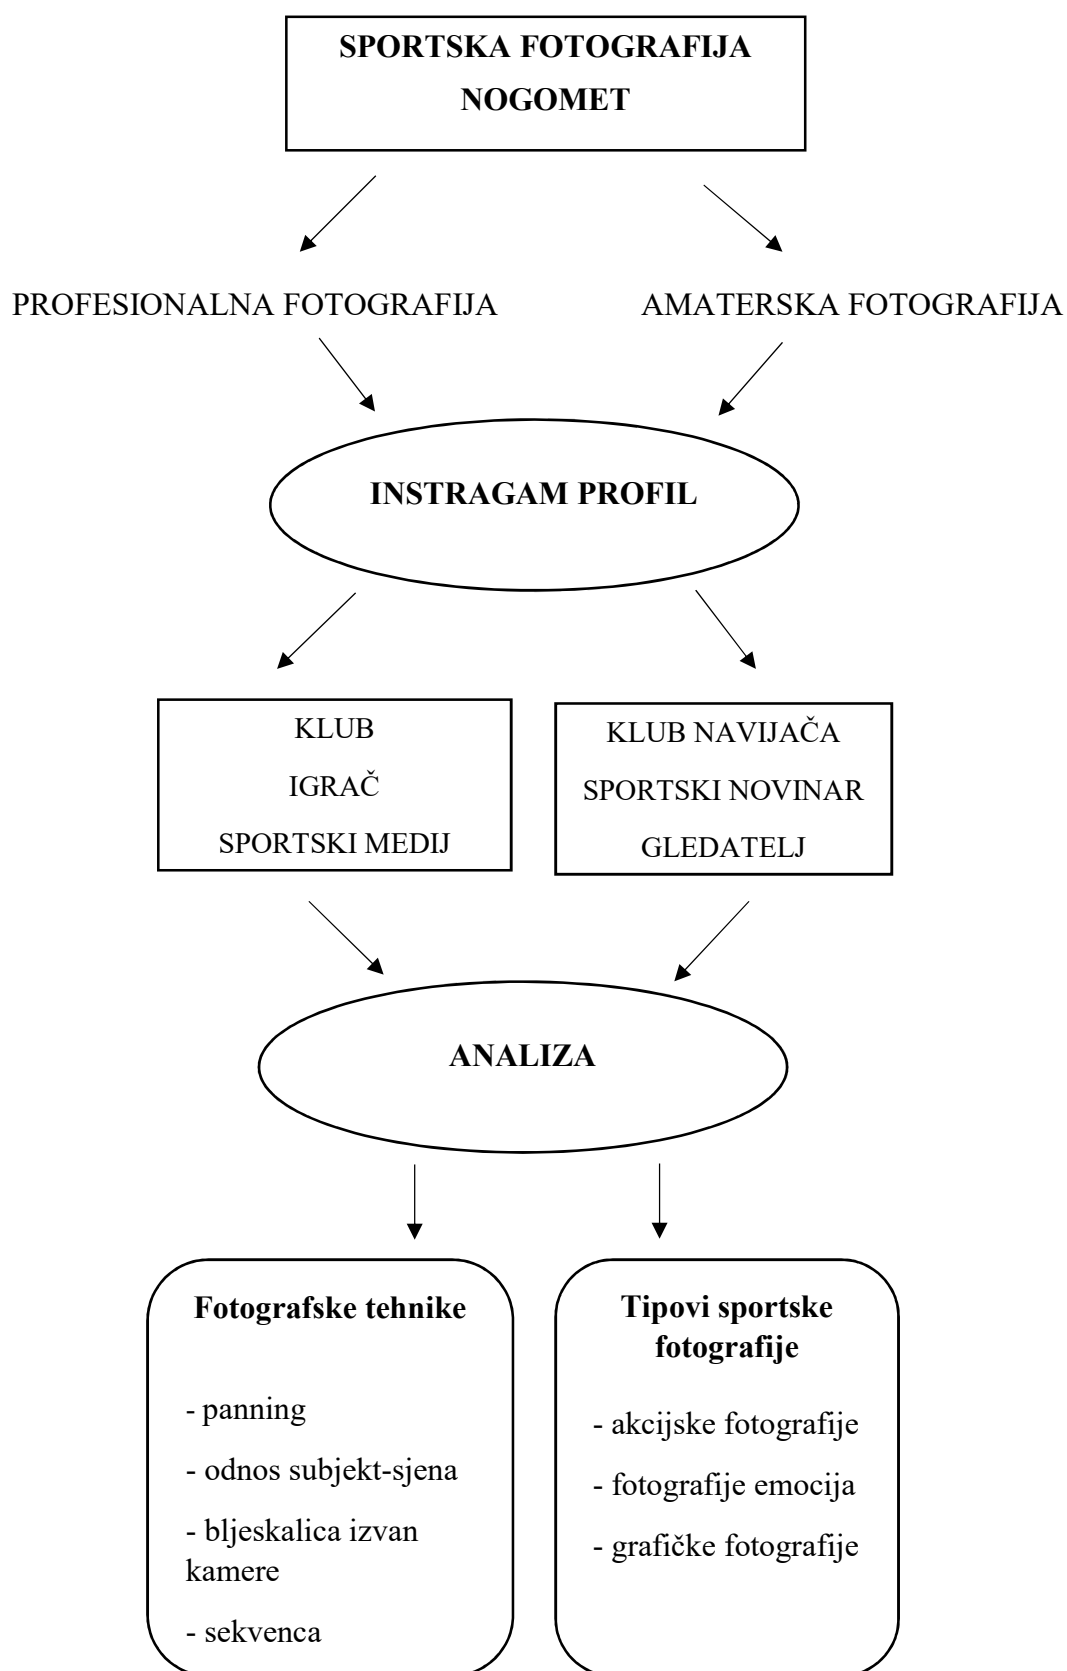 SPORTSKA FOTOGRAFIJA
NOGOMET
PROFESIONALNA FOTOGRAFIJA
AMATERSKA FOTOGRAFIJA
INSTRAGAM PROFIL
KLUB
IGRAČ
SPORTSKI MEDIJ
KLUB NAVIJAČA
SPORTSKI NOVINAR
GLEDATELJ
ANALIZA
Fotografske tehnike
- panning
- odnos subjekt-sjena
- bljeskalica izvan
kamere
- sekvenca
Tipovi sportske
fotografije
- akcijske fotografije
- fotografije emocija
- grafičke fotografije